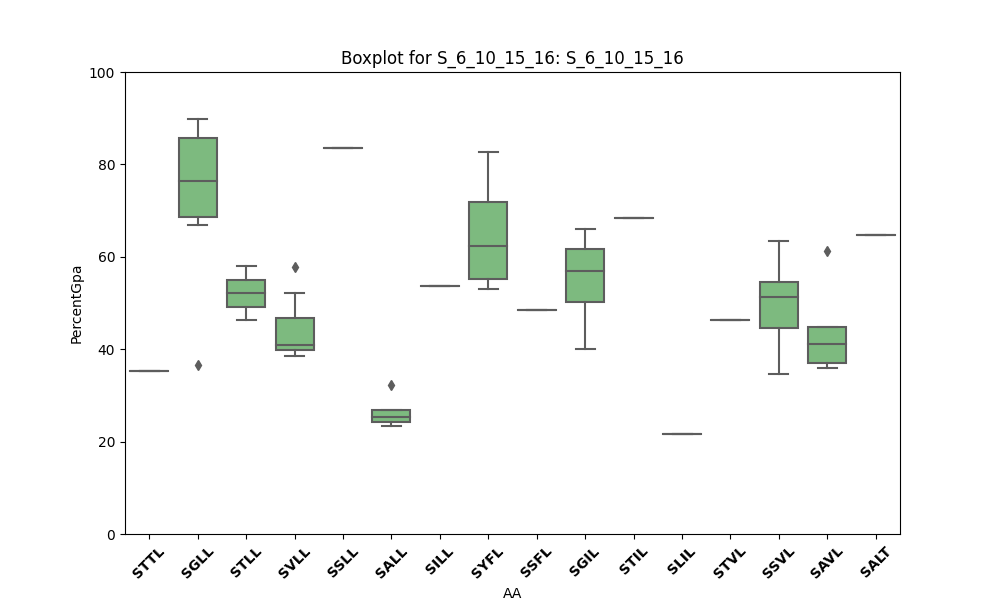 Boxplot for S_6_10_15_16: S_6_10_15_16
100
80
60
40
20
0
PercentGpa
STTL SGLL STLL SVLL SSLL SALL SILL SYFL SSFL SGIL STIL SLIL STVL SSVL SAVL SALT
AA